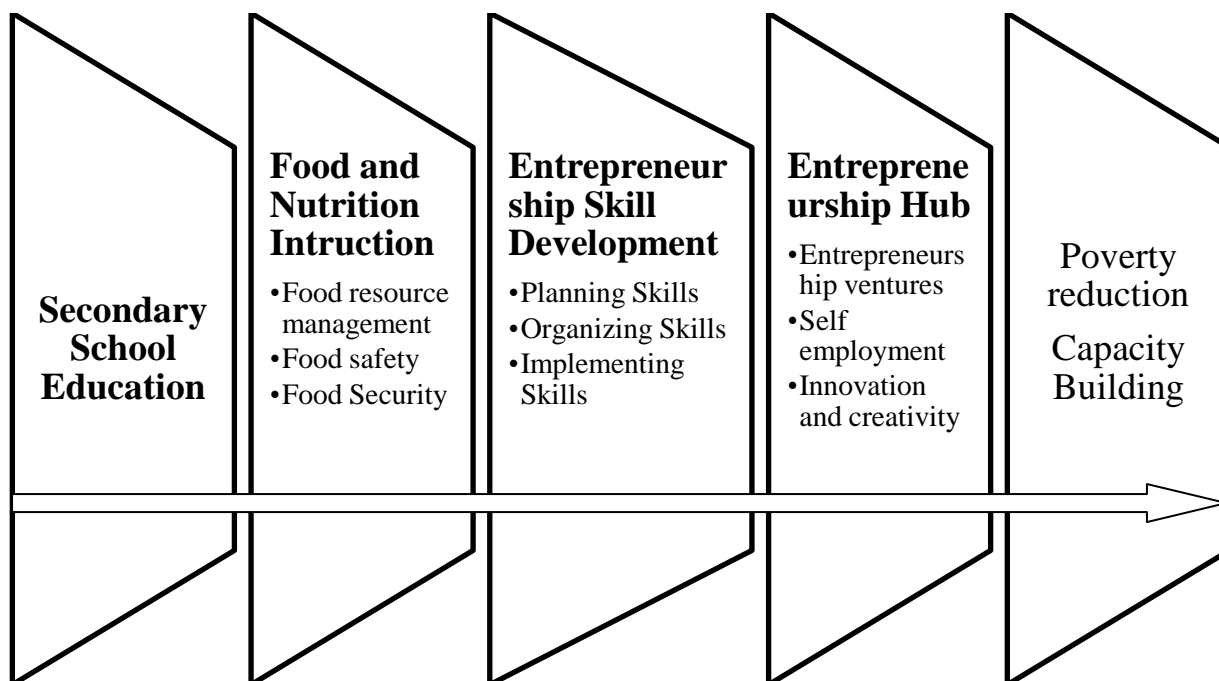 Secondary
School
Education
Food and
Nutrition
Intruction
•Food resource
management
•Food safety
•Food Security
Entrepreneur
ship Skill
Development
•Planning Skills
•Organizing Skills
•Implementing
Skills
Entreprene
urship Hub
•Entrepreneurs
hip ventures
•Self
employment
•Innovation
and creativity
Poverty
reduction
Capacity
Building